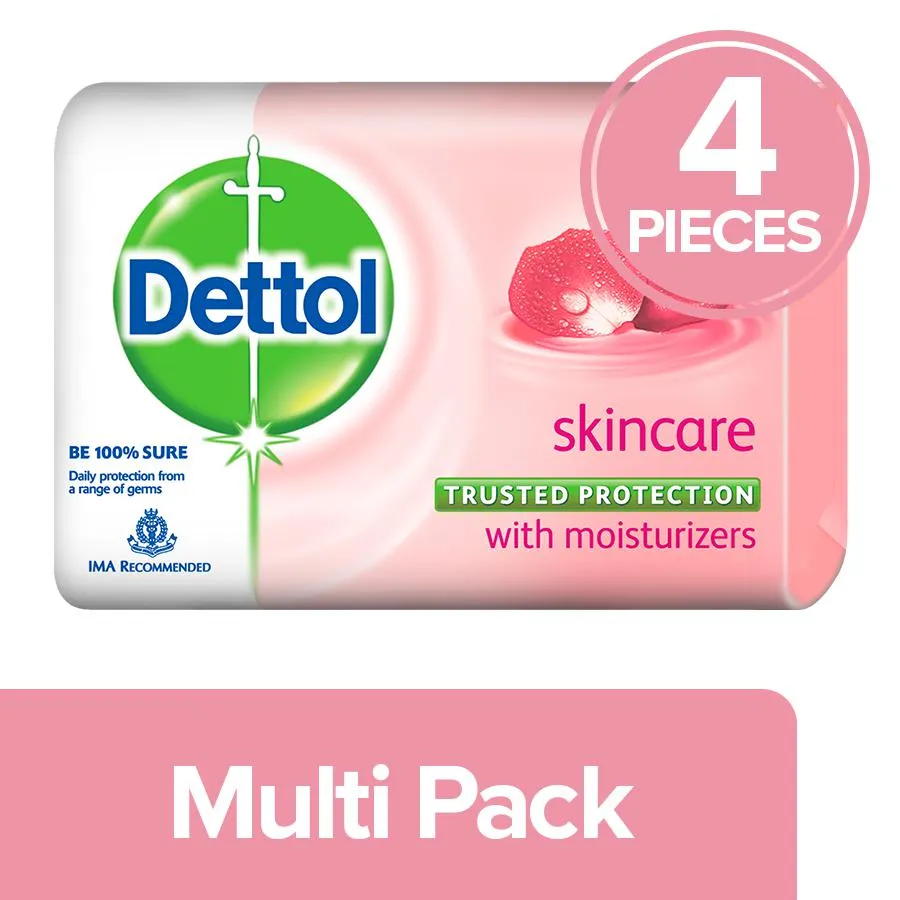 4
PIECES
Dettol
BE 100% SURE
Daily protection from
a range of germs
IMA RECOMMENDED
skincare
TRUSTED PROTECTION
with moisturizers
Multi Pack